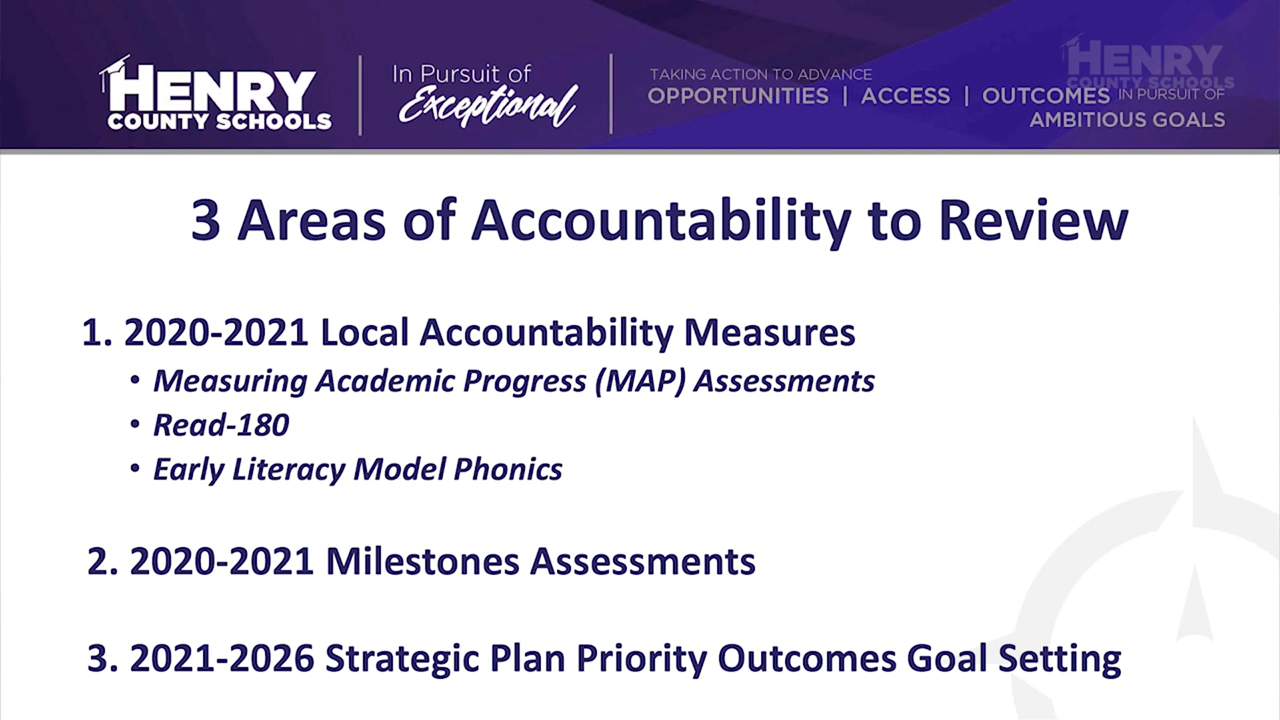 HENRY
COUNTY SCHOOLS
In Pursuit of
Exceptional
TAKING ACTION TO ADVANCE
OPPORTUNITIES | ACCESS | OUTCOMES IN PURSUIT OF
AMBITIOUS GOALS
HENRY
COUNTY SCHOOLS
3 Areas of Accountability to Review
1. 2020-2021 Local Accountability Measures
• Measuring Academic Progress (MAP) Assessments
• Read-180
• Early Literacy Model Phonics
2. 2020-2021 Milestones Assessments
3. 2021-2026 Strategic Plan Priority Outcomes Goal Setting